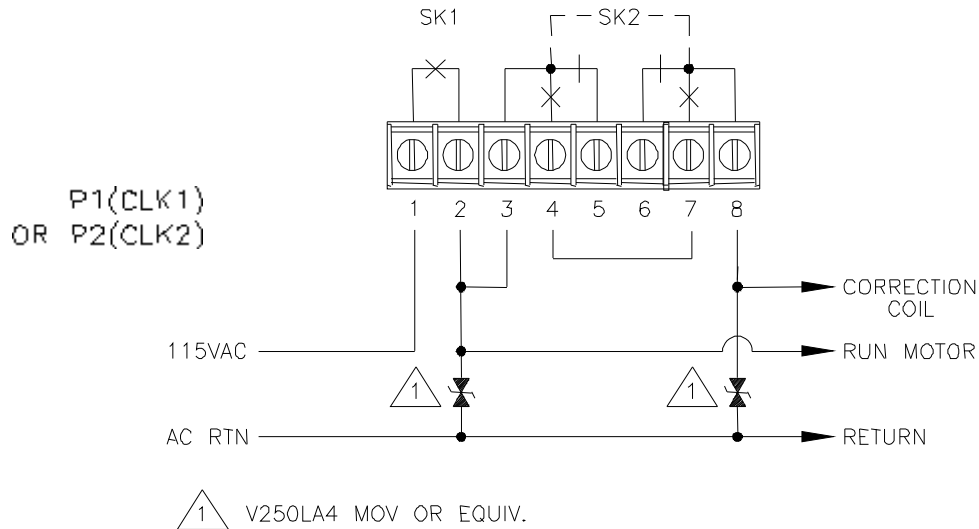 SK1 SK2
P1(CLK1)
OR P2(CLK2)
1 2 3 4 5 6 7 8
CORRECTION
COIL
115VAC
RUN MOTOR
1
1
AC RTN
RETURN
1 V250LA4 MOV OR EQUIV.